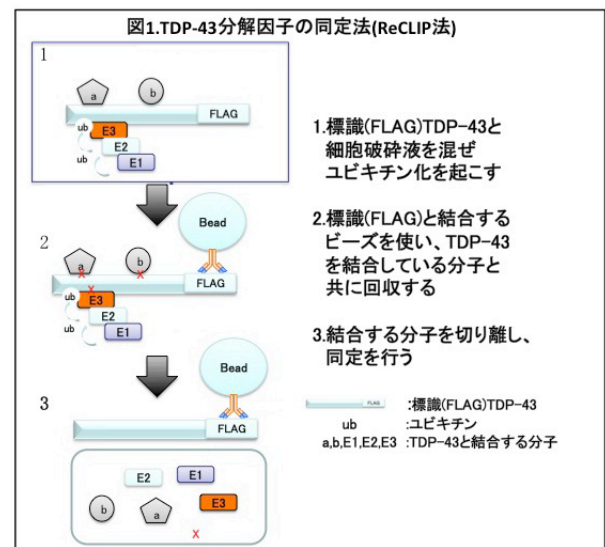 図1.TDP-43分解因子の同定法(ReCLIP法)
1
a
b
FLAG
ub
E3
E2
ub
E1
1.標識(FLAG)TDP-43と
細胞破砕液を混ぜ
ユビキチン化を起こす
Bead
2
a
b
X
X
X
FLAG
ub
E3
E2
ub
E1
2.標識(FLAG)と結合する
ビーズを使い、TDP-43
を結合している分子と
共に回収する
3.結合する分子を切り離し、
同定を行う
Bead
3
FLAG
E2
E1
b
a
E3
X
FLAG
:標識(FLAG)TDP-43
ub :ユビキチン
a,b,E1,E2,E3 :TDP-43と結合する分子